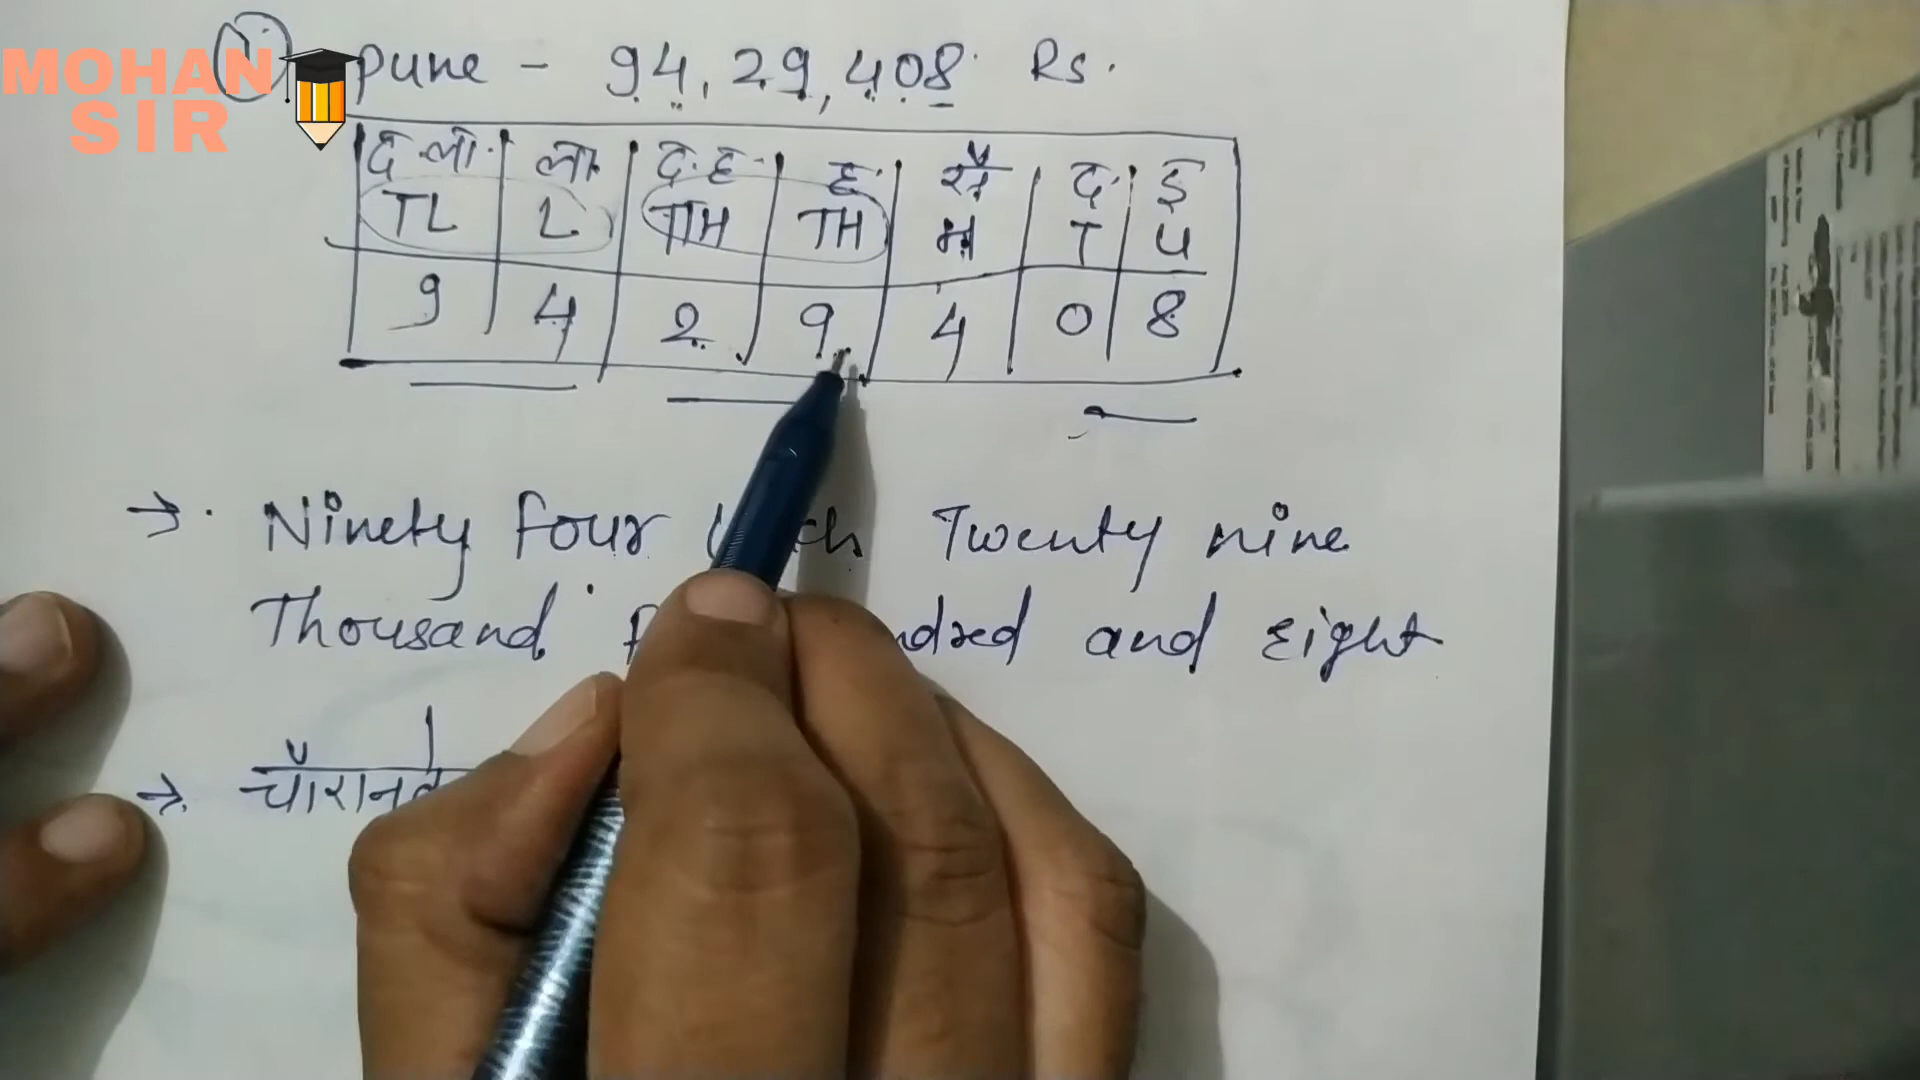 MOHAN
SIR
pune - 94,29,408 Rs.
द.ला. ला. द.ह. ह. द. इ
TL L TTH TH H T U
9 4 2 9 4 0 8
→ Ninety four Twenty nine
Thousand and Eight
→